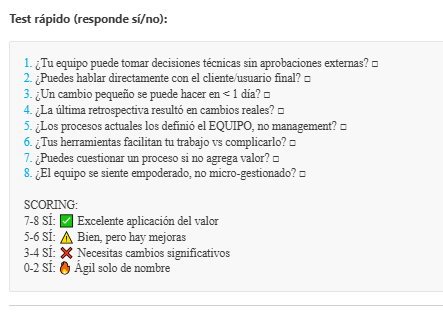 Test rápido (responde sí/no):
1. ¿Tu equipo puede tomar decisiones técnicas sin aprobaciones externas? □
2. ¿Puedes hablar directamente con el cliente/usuario final? □
3. ¿Un cambio pequeño se puede hacer en < 1 día? □
4. ¿La última retrospectiva resultó en cambios reales? □
5. ¿Los procesos actuales los definió el EQUIPO, no management? □
6. ¿Tus herramientas facilitan tu trabajo vs complicarlo? □
7. ¿Puedes cuestionar un proceso si no agrega valor? □
8. ¿El equipo se siente empoderado, no micro-gestionado? □
SCORING:
7-8 SÍ: ✅ Excelente aplicación del valor
5-6 SÍ: ⚠️ Bien, pero hay mejoras
3-4 SÍ: ❌ Necesitas cambios significativos
0-2 SÍ: 🔥 Ágil solo de nombre